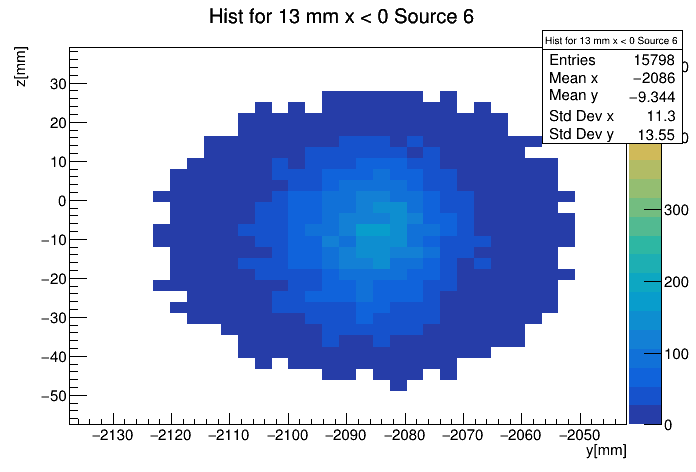 Hist for 13 mm x < 0 Source 6
z[mm]
Hist for 13 mm x < 0 Source 6
Entries 15798
Mean x −2086
Mean y −9.344
Std Dev x 11.3
Std Dev y 13.55
30
20
10
0
−10
−20
−30
−40
−50
0
0
300
200
100
0
−2130 −2120 −2110 −2100 −2090 −2080 −2070 −2060 −2050
y[mm]